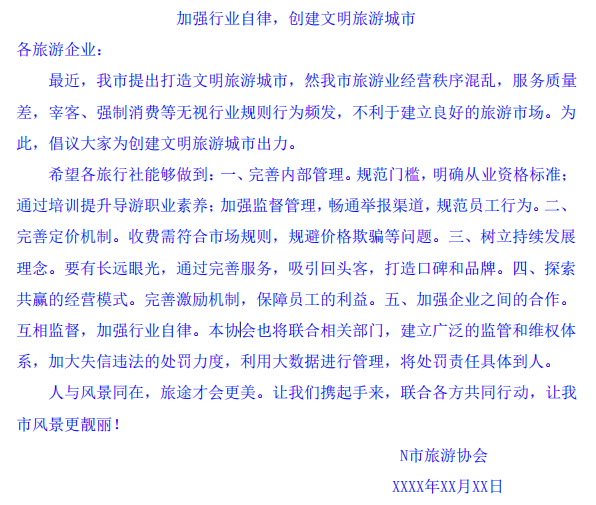 加强行业自律，创建文明旅游城市
各旅游企业：
最近，我市提出打造文明旅游城市，然我市旅游业经营秩序混乱，服务质量
差，宰客、强制消费等无视行业规则行为频发，不利于建立良好的旅游市场。为
此，倡议大家为创建文明旅游城市出力。
希望各旅行社能够做到：一、完善内部管理。规范门槛，明确从业资格标准；
通过培训提升导游职业素养；加强监督管理，畅通举报渠道，规范员工行为。二、
完善定价机制。收费需符合市场规则，规避价格欺骗等问题。三、树立持续发展
理念。要有长远眼光，通过完善服务，吸引回头客，打造口碑和品牌。四、探索
共赢的经营模式。完善激励机制，保障员工的利益。五、加强企业之间的合作。
互相监督，加强行业自律。本协会也将联合相关部门，建立广泛的监管和维权体
系，加大失信违法的处罚力度，利用大数据进行管理，将处罚责任具体到人。
人与风景同在，旅途才会更美。让我们携起手来，联合各方共同行动，让我
市风景更靓丽！
N市旅游协会
XXXX年XX月XX日